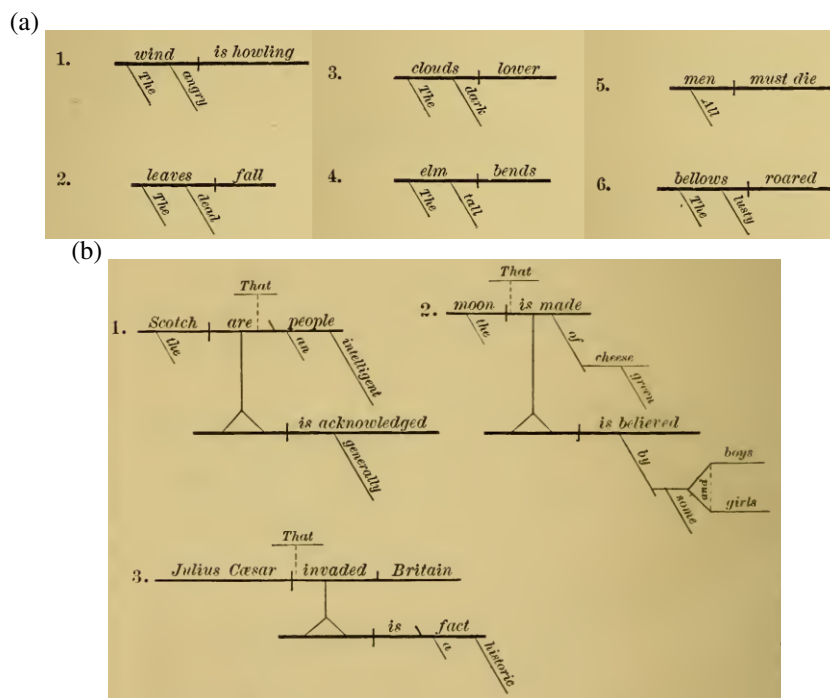 (a)
1. wind is howling
The angry
2. leaves fall
The dead
3. clouds lower
The dark
4. elm bends
The tall
5. men must die
All
6. bellows roared
The lusty
(b)
That
1. Scotch are people
the an intelligent
is acknowledged
generally
That
2. moon is made
the of
cheese
green
is believed
by
some and boys
girls
That
3. Julius Cæsar invaded Britain
is fact
a historic